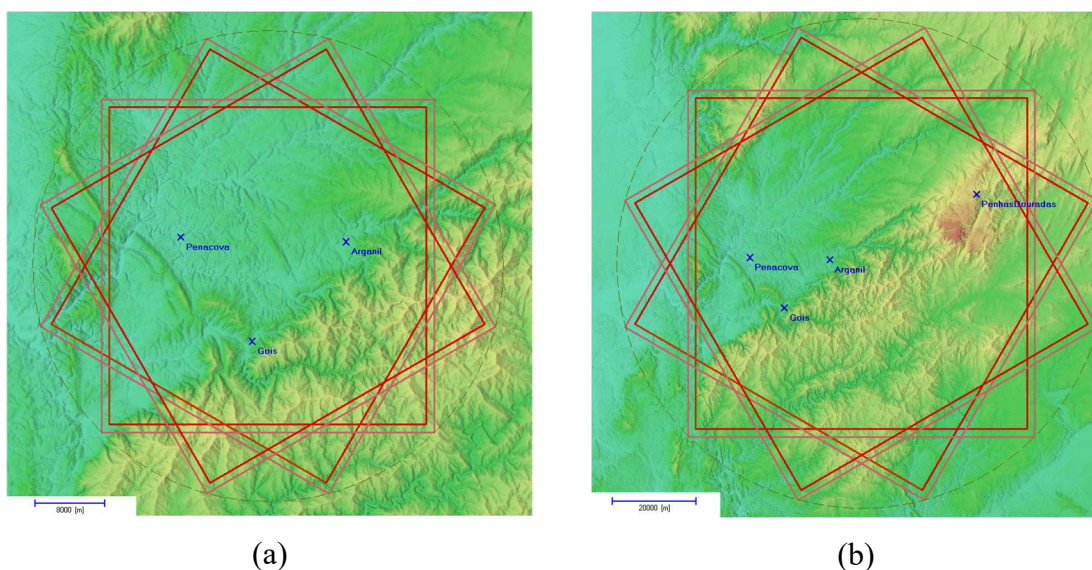 Penacova
Arganil
Gois
8000 [m]
(a)
PenhasDouradas
Penacova
Arganil
Gois
20000 [m]
(b)